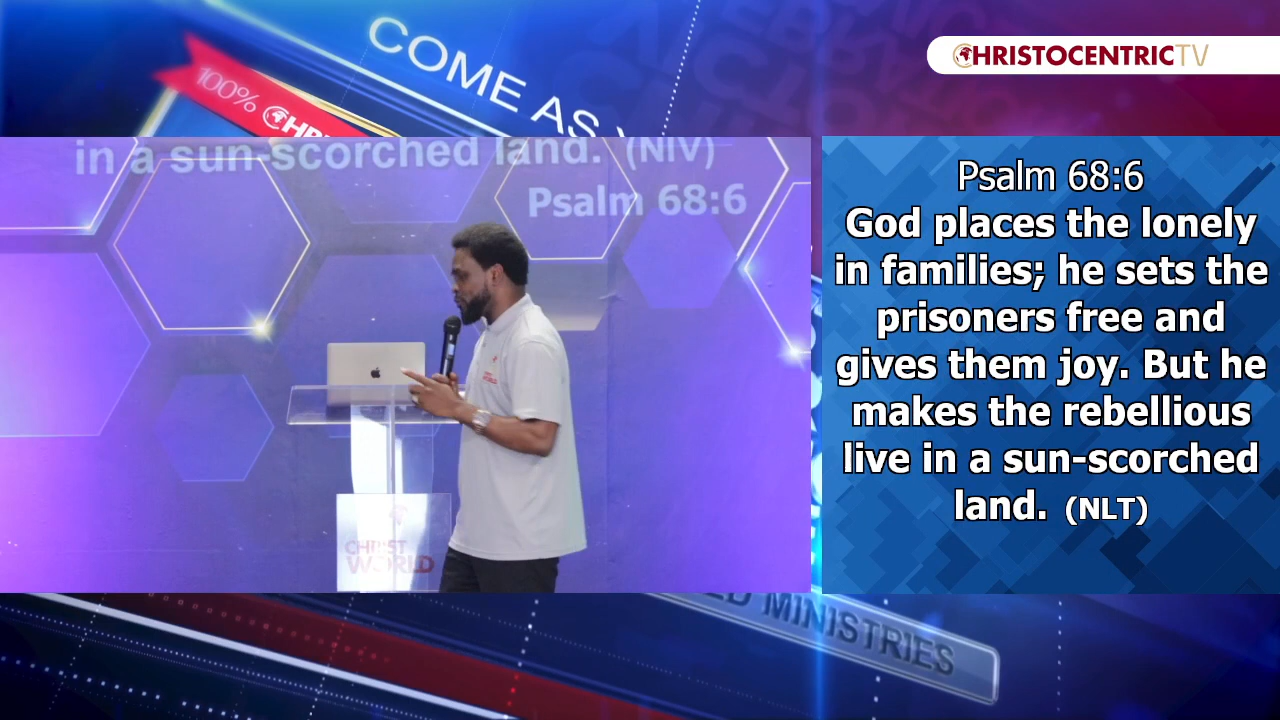 COME AS
100% CHRI
CHRISTOCENTRICTV
in a sun-scorched land. (NIV)
Psalm 68:6
CHRIST
WORLD
Psalm 68:6
God places the lonely
in families; he sets the
prisoners free and
gives them joy. But he
makes the rebellious
live in a sun-scorched
land. (NLT)
MINISTRIES